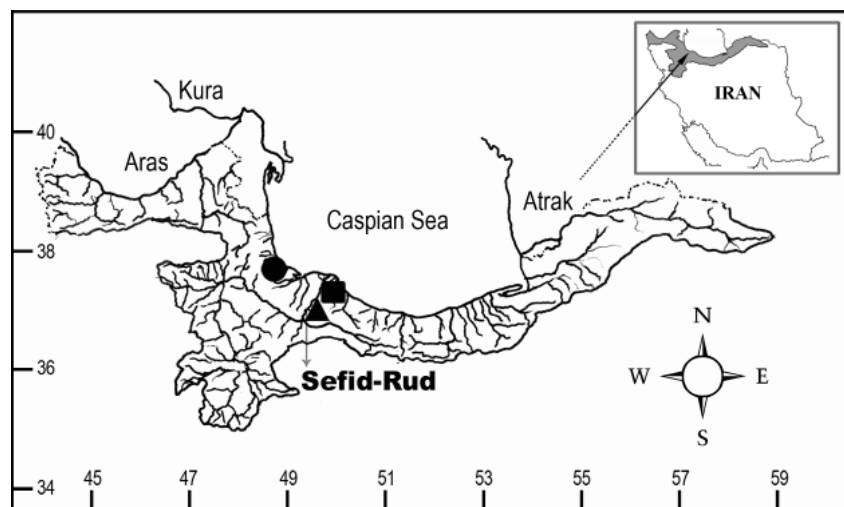 Kura
IRAN
40
Aras
Atrak
Caspian Sea
38
N
36
Sefid-Rud
W
E
S
34
45
47
49
51
53
55
57
59